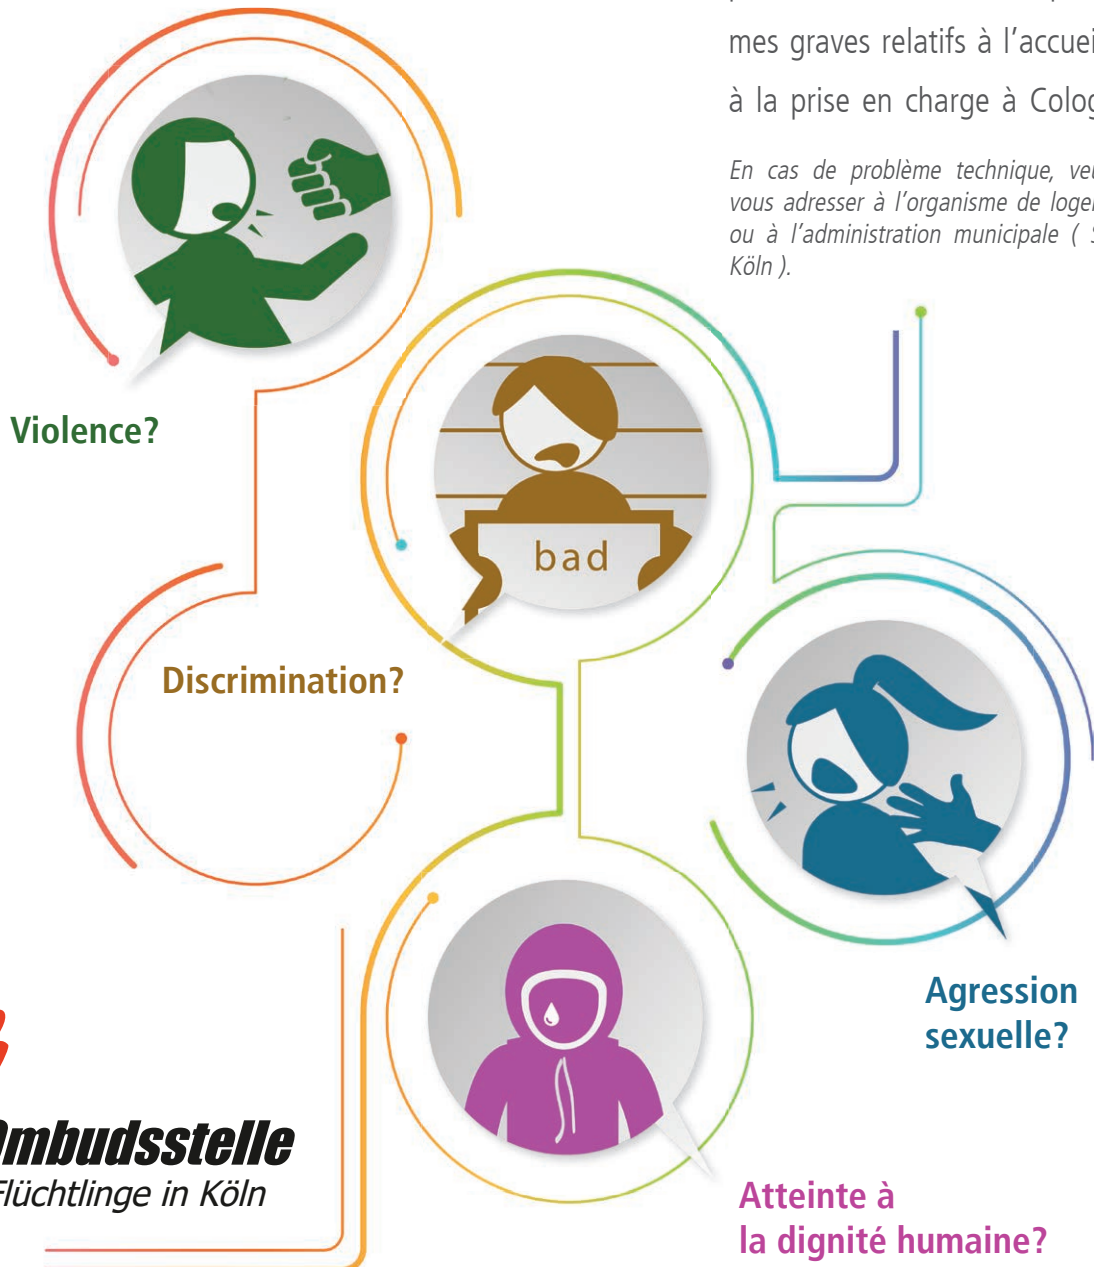 mes graves relatifs à l'accuei
à la prise en charge à Colog
En cas de problème technique, veu
vous adresser à l'organisme de loge
ou à l'administration municipale ( S
Köln ).
Violence?
bad
Discrimination?
Agression
sexuelle?
Ombudsstelle
Flüchtlinge in Köln
Atteinte à
la dignité humaine?